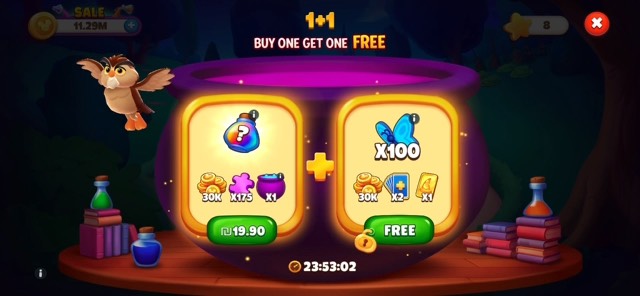 SALE
11.29M
1+1
8
BUY ONE GET ONE FREE
?
i
i
X100
30K
X175
X1
30K
X2
X1
₪19.90
FREE
23:53:02
i